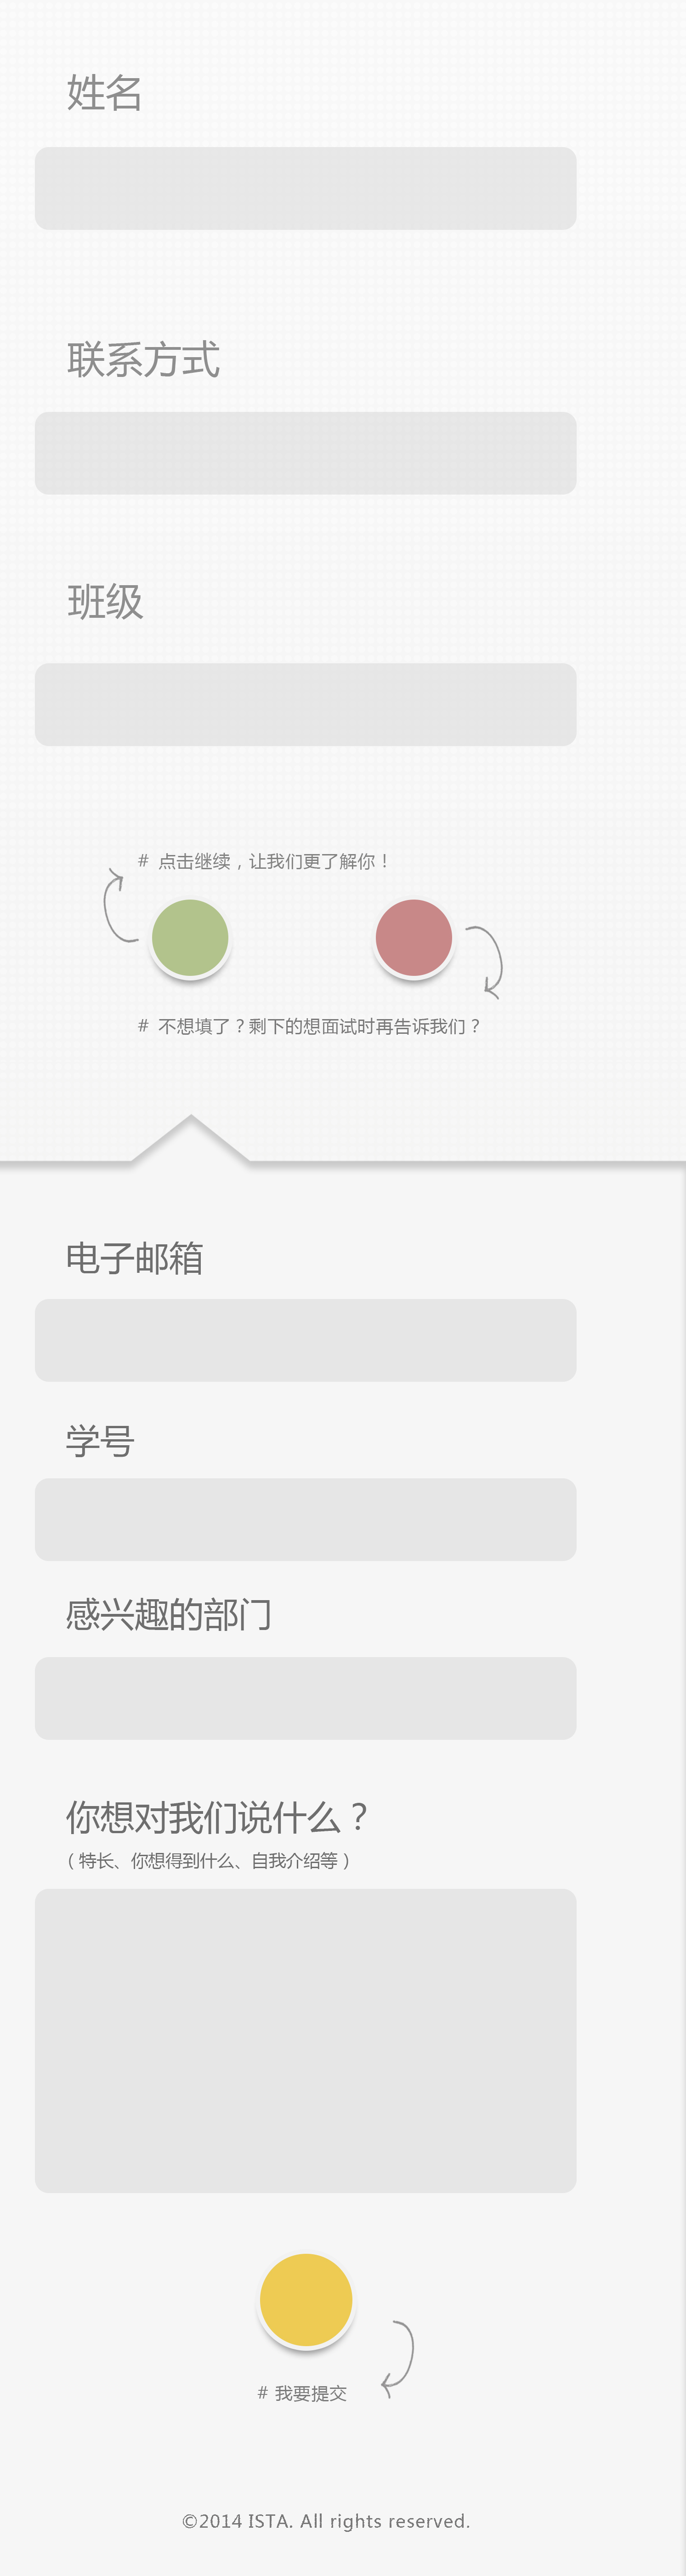 姓名
联系方式
班级
# 点击继续，让我们更了解你！
# 不想填了？剩下的想面试时再告诉我们？
电子邮箱
学号
感兴趣的部门
你想对我们说什么？
（特长、你想得到什么、自我介绍等）
# 我要提交
©2014 ISTA. All rights reserved.